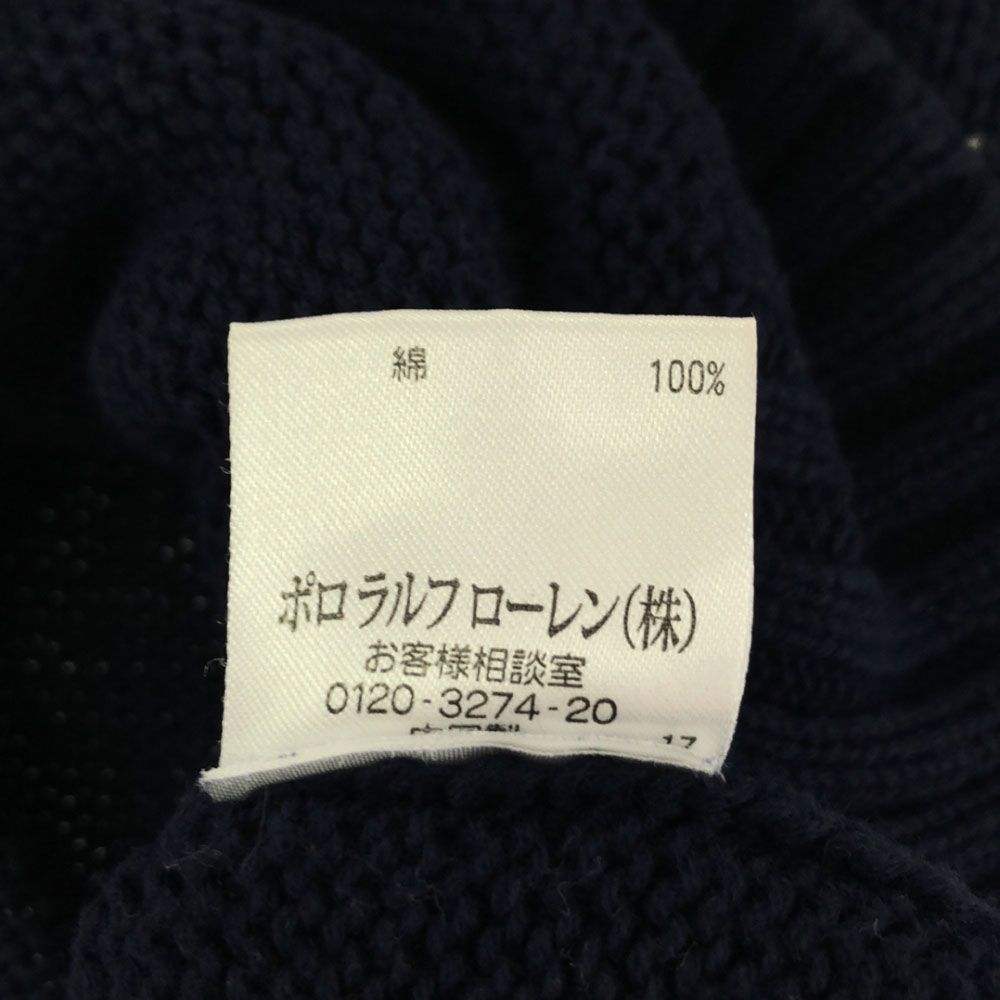 綿 100%
ポロ ラルフ ローレン(株)
お客様相談室
0120-3274-20